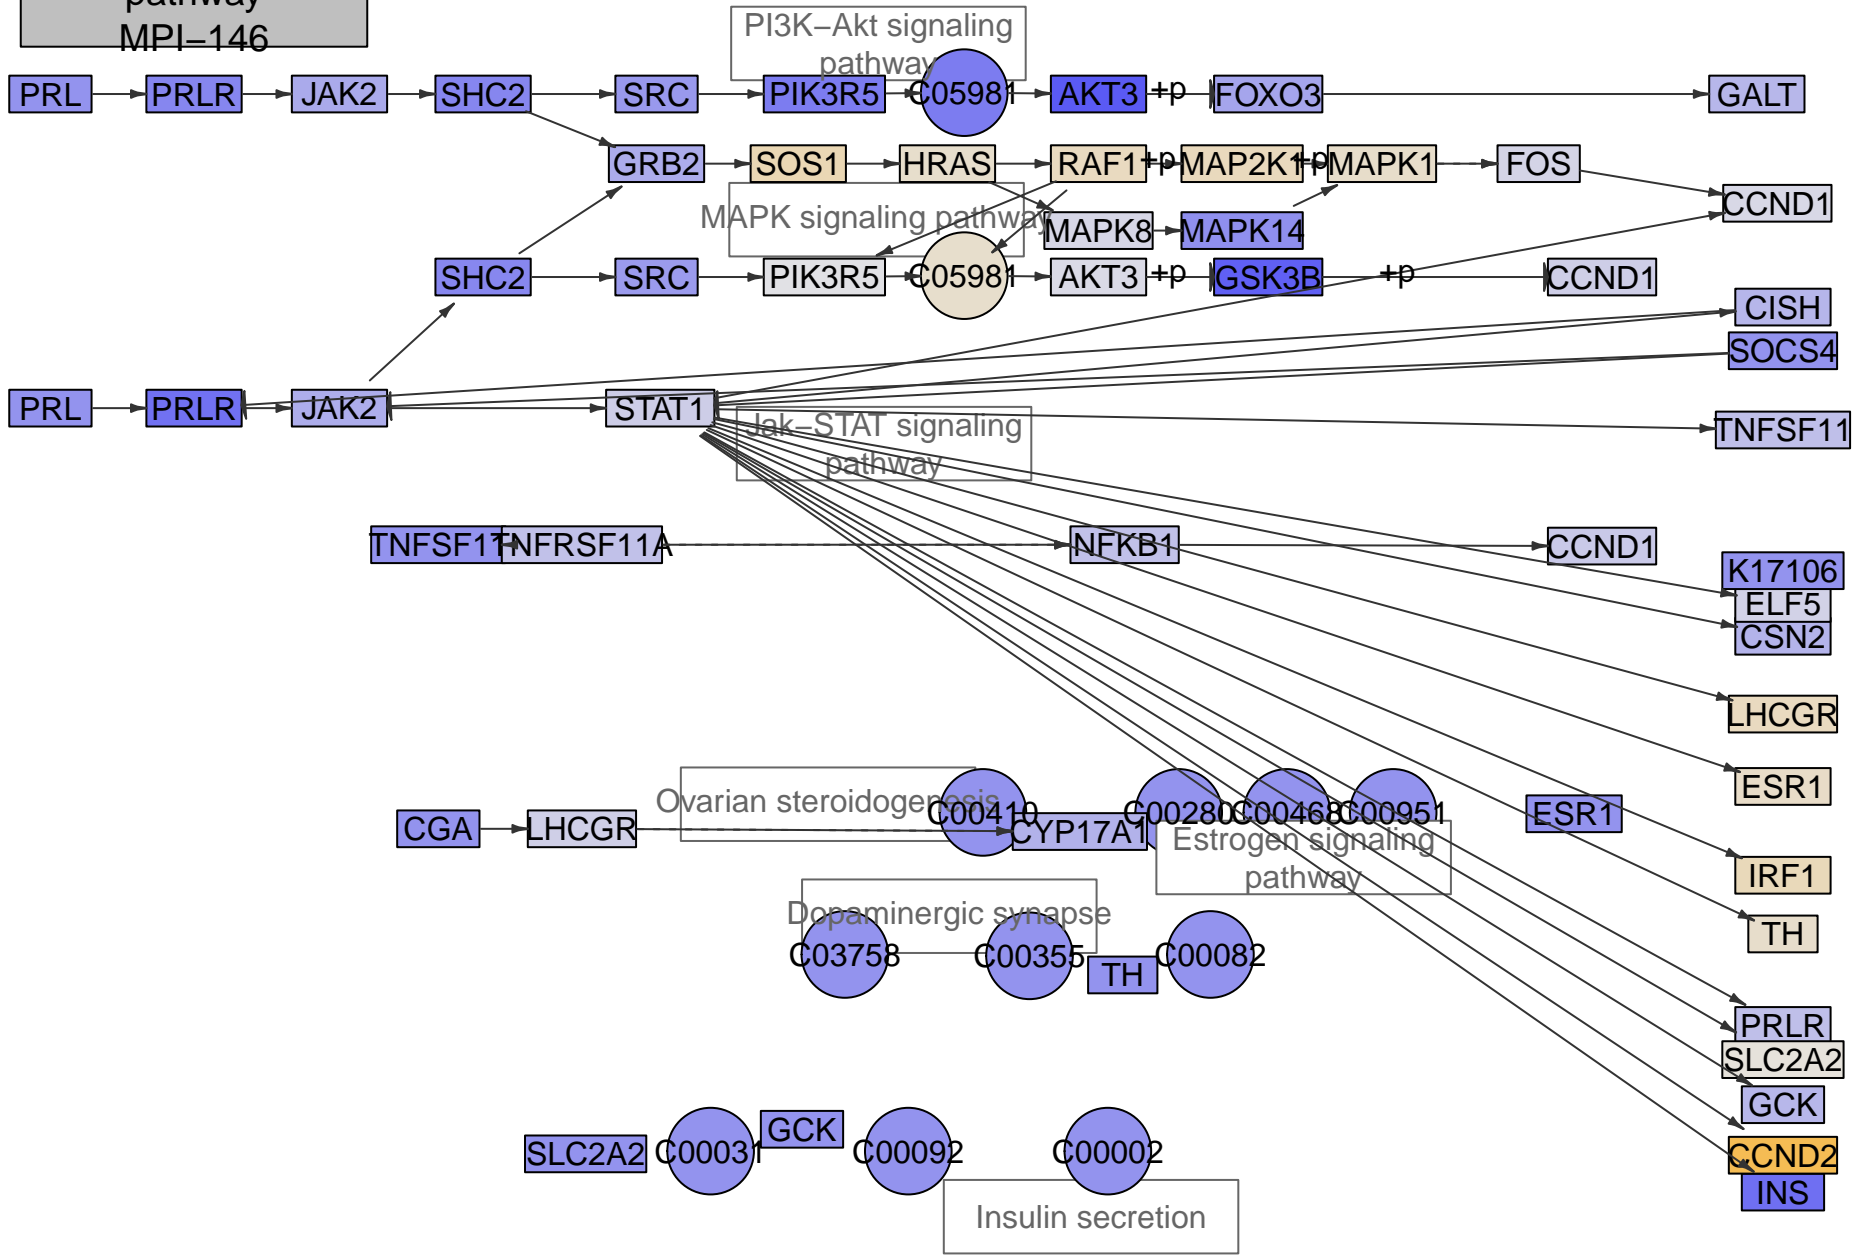 pathway
MPI–146
PI3K–Akt signaling
pathway
PRL
PRLR
JAK2
SHC2
SRC
PIK3R5
C05981
AKT3
+p
FOXO3
GALT
GRB2
SOS1
HRAS
RAF1
+p
MAP2K1
+p
MAPK1
FOS
CCND1
MAPK signaling pathway
MAPK8
MAPK14
SHC2
SRC
PIK3R5
C05981
AKT3
+p
GSK3B
+p
CCND1
CISH
SOCS4
PRL
PRLR
JAK2
STAT1
Jak–STAT signaling
pathway
TNFSF11
TNFSF11
TNFRSF11A
NFKB1
CCND1
K17106
ELF5
CSN2
LHCGR
ESR1
Ovarian steroidogenesis
C00410
C00280
C00468
C00951
ESR1
CGA
LHCGR
CYP17A1
Estrogen signaling
pathway
IRF1
Dopaminergic synapse
TH
C03758
C00355
TH
C00082
PRLR
SLC2A2
GCK
GCK
SLC2A2
C00031
C00092
C00002
CCND2
INS
Insulin secretion